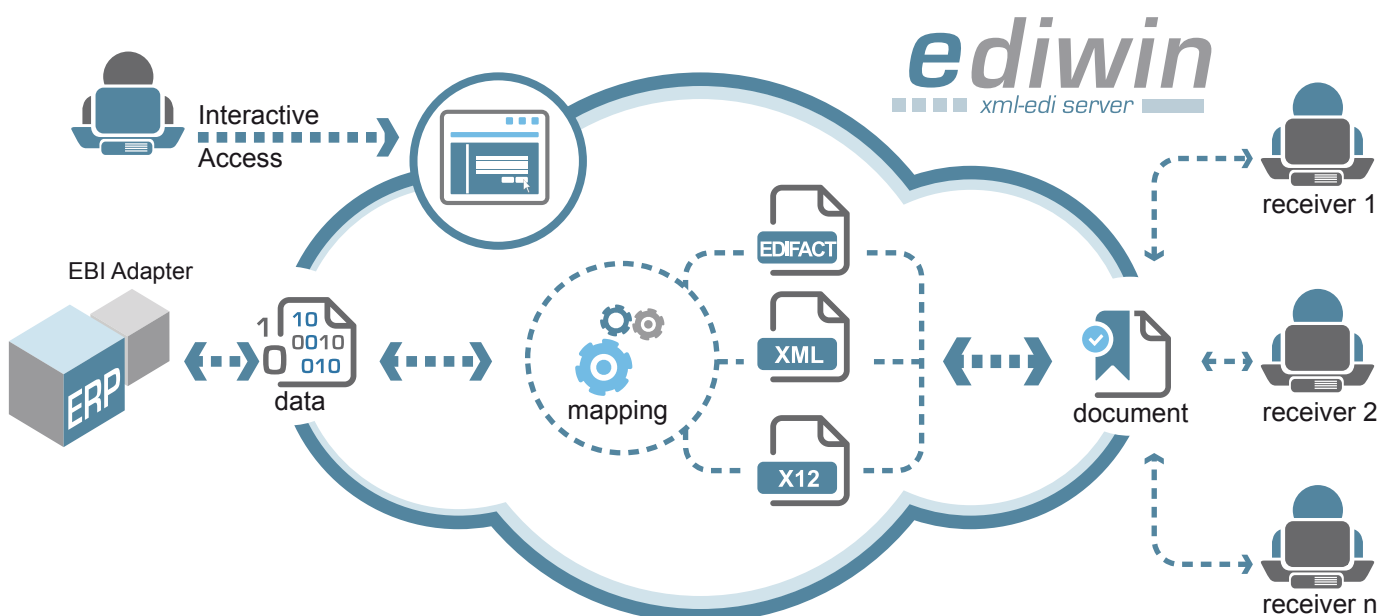 ediwin
xml-edi server
Interactive
Access
EBI Adapter
ERP
1 10
0 0010
010
data
mapping
EDIFACT
XML
X12
document
receiver 1
receiver 2
receiver n